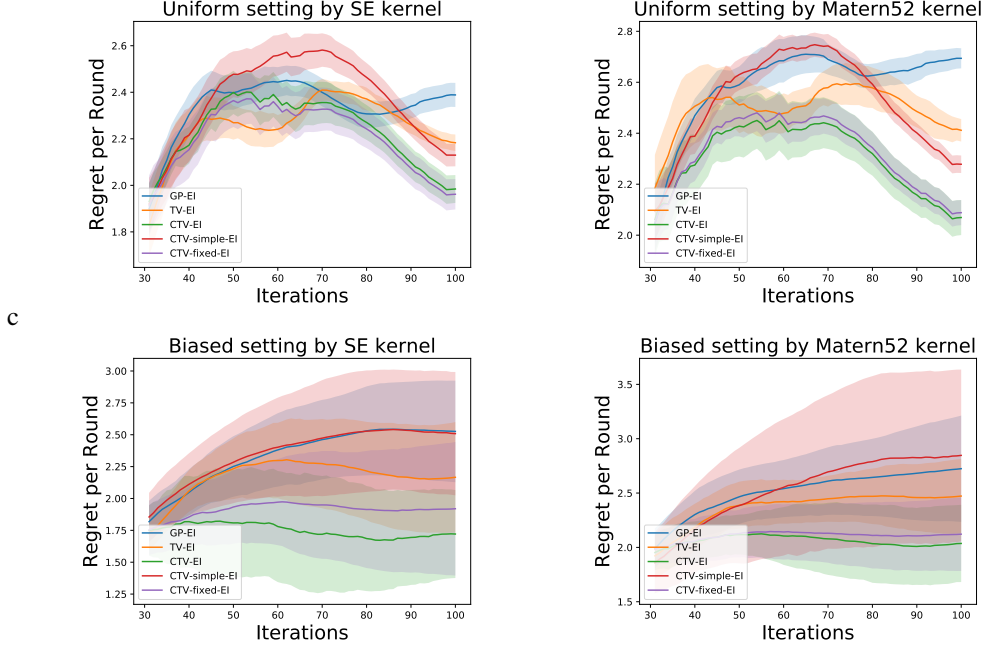 Uniform setting by SE kernel
Regret per Round
2.6
2.4
2.2
2.0
1.8
GP-EI
TV-EI
CTV-EI
CTV-simple-EI
CTV-fixed-EI
30 40 50 60 70 80 90 100
Iterations
Uniform setting by Matern52 kernel
Regret per Round
2.8
2.6
2.4
2.2
2.0
GP-EI
TV-EI
CTV-EI
CTV-simple-EI
CTV-fixed-EI
30 40 50 60 70 80 90 100
Iterations
c
Biased setting by SE kernel
Regret per Round
3.00
2.75
2.50
2.25
2.00
1.75
1.50
1.25
GP-EI
TV-EI
CTV-EI
CTV-simple-EI
CTV-fixed-EI
30 40 50 60 70 80 90 100
Iterations
Biased setting by Matern52 kernel
Regret per Round
3.5
3.0
2.5
2.0
1.5
GP-EI
TV-EI
CTV-EI
CTV-simple-EI
CTV-fixed-EI
30 40 50 60 70 80 90 100
Iterations